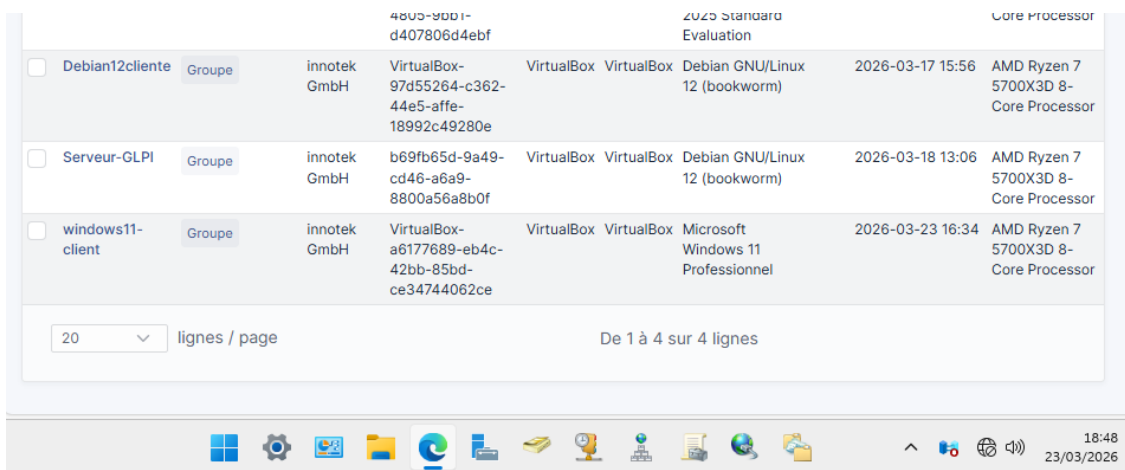 4805-9bb1-
d407806d4ebf
2025 Standard
Evaluation
Core Processor
Debian12cliente
Groupe
innotek
GmbH
VirtualBox-
97d55264-c362-
44e5-affe-
18992c49280e
VirtualBox
VirtualBox
Debian GNU/Linux
12 (bookworm)
2026-03-17 15:56
AMD Ryzen 7
5700X3D 8-
Core Processor
Serveur-GLPI
Groupe
innotek
GmbH
b69fb65d-9a49-
cd46-a6a9-
8800a56a8b0f
VirtualBox
VirtualBox
Debian GNU/Linux
12 (bookworm)
2026-03-18 13:06
AMD Ryzen 7
5700X3D 8-
Core Processor
windows11-
client
Groupe
innotek
GmbH
VirtualBox-
a6177689-eb4c-
42bb-85bd-
ce34744062ce
VirtualBox
VirtualBox
Microsoft
Windows 11
Professionnel
2026-03-23 16:34
AMD Ryzen 7
5700X3D 8-
Core Processor
20
lignes / page
De 1 à 4 sur 4 lignes
18:48
23/03/2026